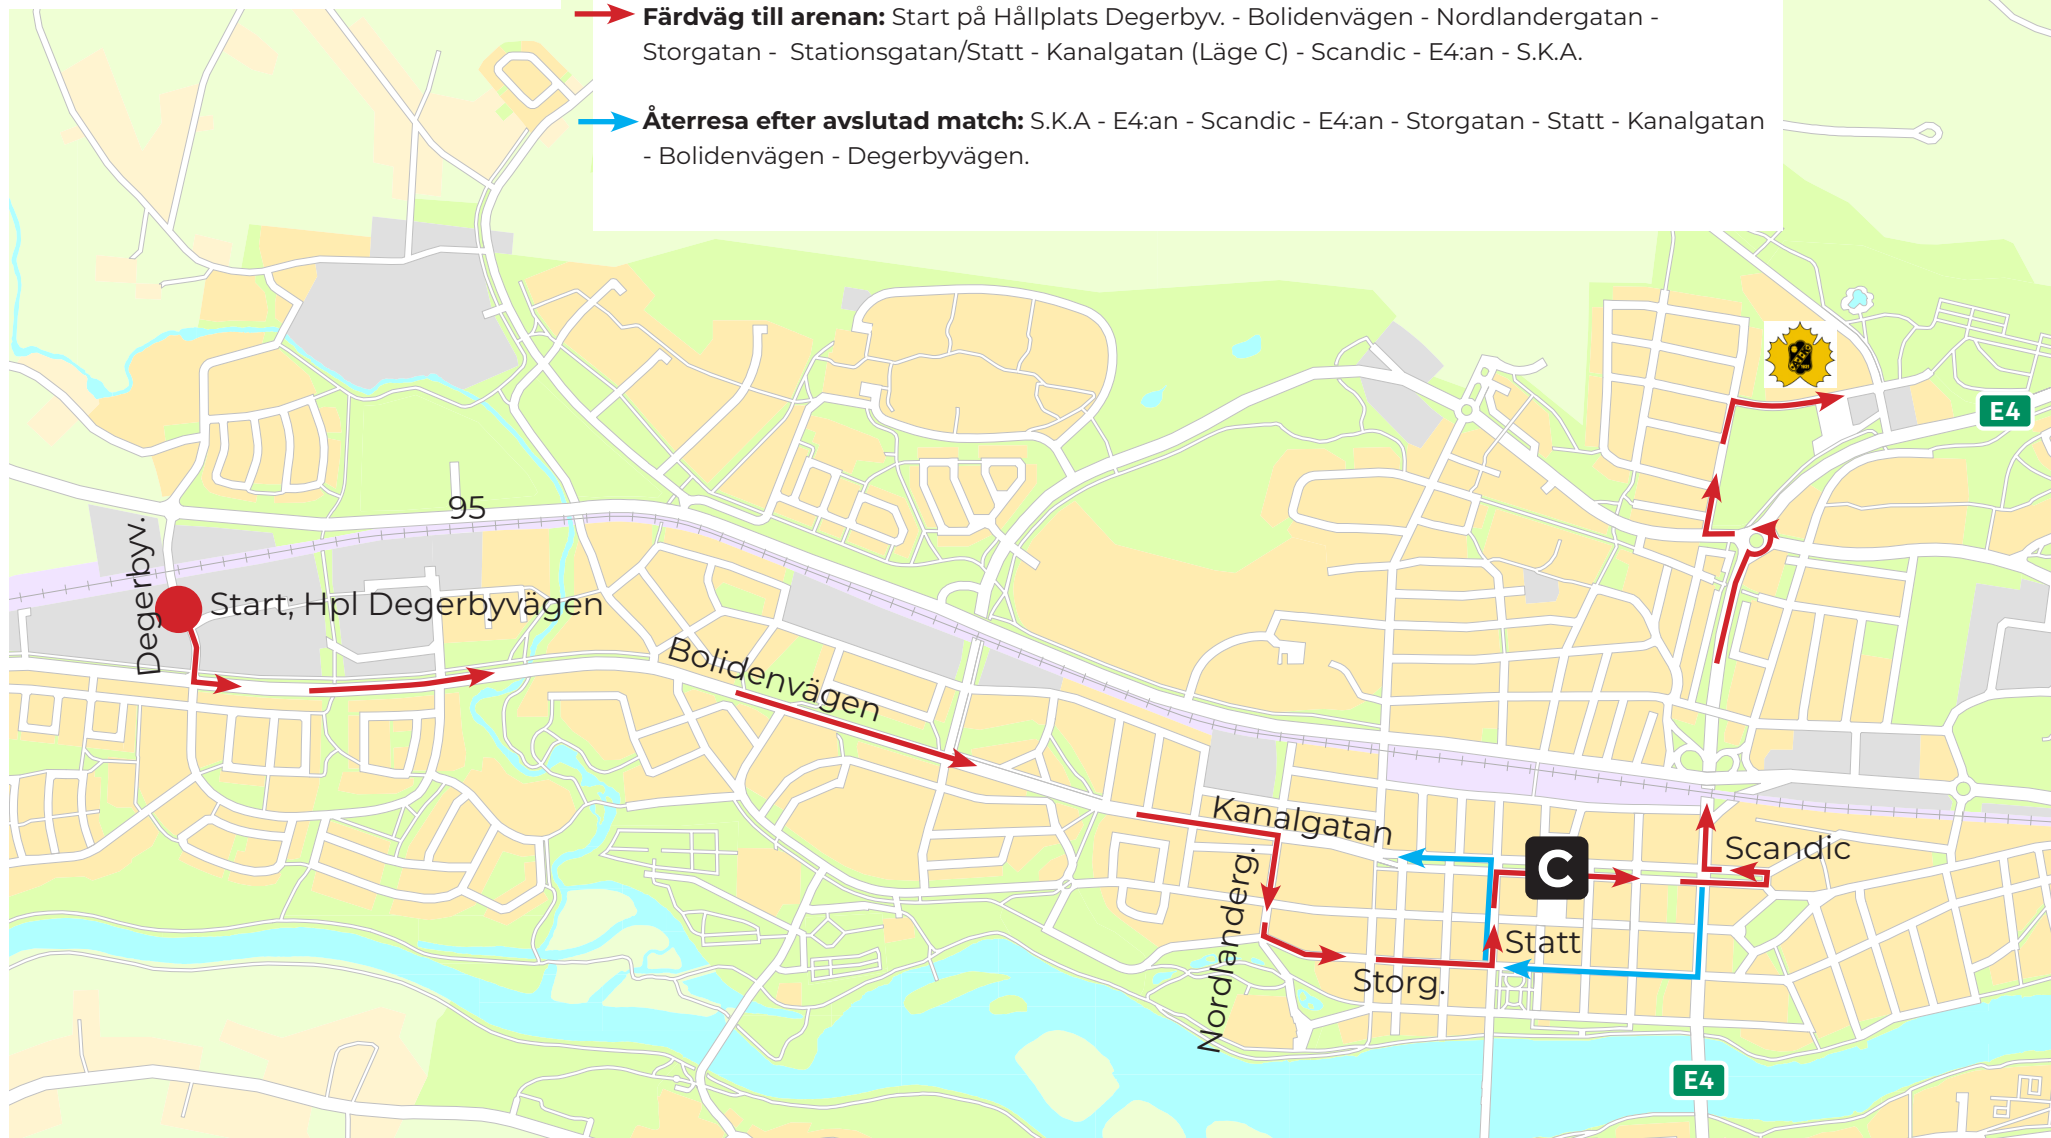 Färdväg till arenan: Start på Hållplats Degerbyv. - Bolidenvägen - Nordlandergatan -
Storgatan - Stationsgatan/Statt - Kanalgatan (Läge C) - Scandic - E4:an - S.K.A.
Återresa efter avslutad match: S.K.A - E4:an - Scandic - E4:an - Storgatan - Statt - Kanalgatan
- Bolidenvägen - Degerbyvägen.
E4
95
Degerbyv.
Start; Hpl Degerbyvägen
Bolidenvägen
Kanalgatan
Scandic
C
Nordlanderg.
Statt
Storg.
E4